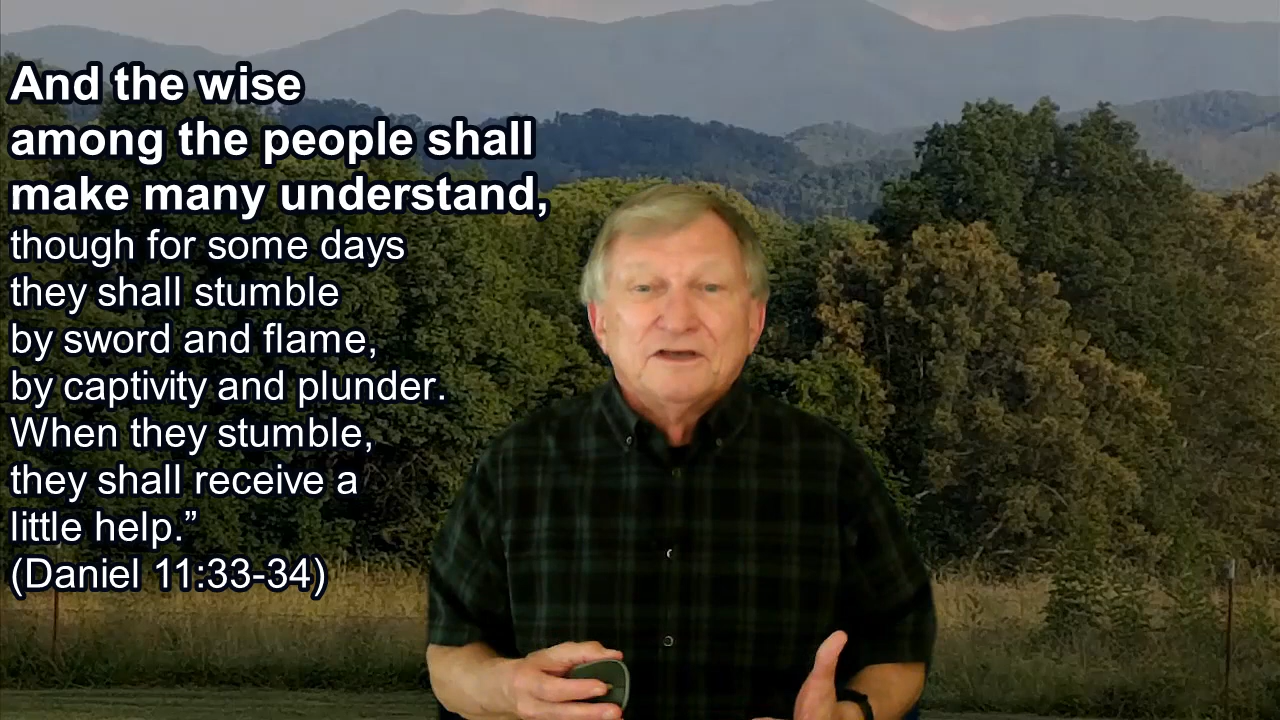 And the wise
among the people shall
make many understand,
though for some days
they shall stumble
by sword and flame,
by captivity and plunder.
When they stumble,
they shall receive a
little help.”
(Daniel 11:33-34)